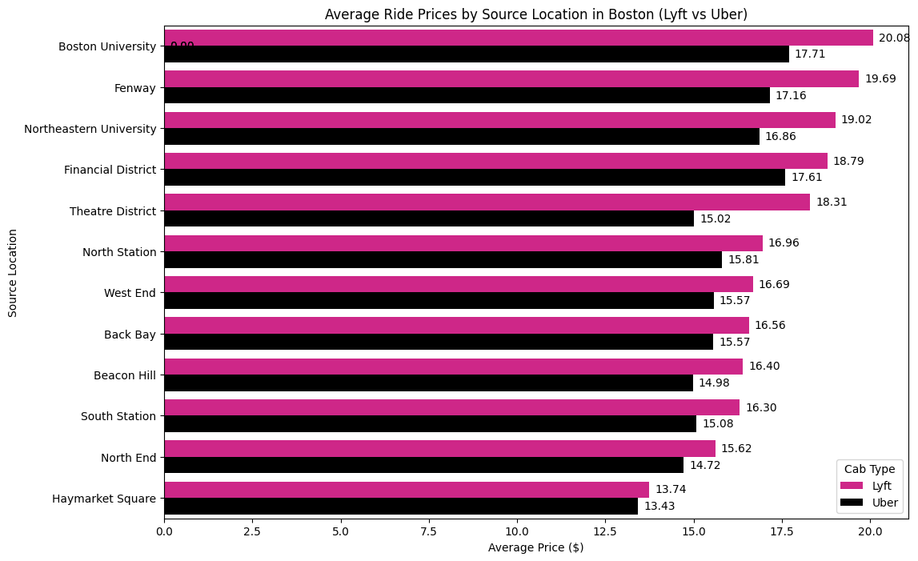 Average Ride Prices by Source Location in Boston (Lyft vs Uber)
Source Location
Boston University
0.00
20.08
17.71
Fenway
19.69
17.16
Northeastern University
19.02
16.86
Financial District
18.79
17.61
Theatre District
18.31
15.02
North Station
16.96
15.81
West End
16.69
15.57
Back Bay
16.56
15.57
Beacon Hill
16.40
14.98
South Station
16.30
15.08
North End
15.62
14.72
Haymarket Square
13.74
13.43
Cab Type
Lyft
Uber
0.0 2.5 5.0 7.5 10.0 12.5 15.0 17.5 20.0
Average Price ($)